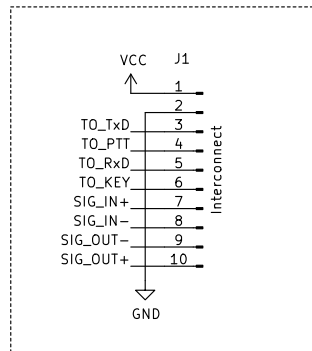 VCC J1
1
2
TO_TxD 3
TO_PTT 4
TO_RxD 5
TO_KEY 6
SIG_IN+ 7
SIG_IN- 8
SIG_OUT- 9
SIG_OUT+ 10
Interconnect
GND